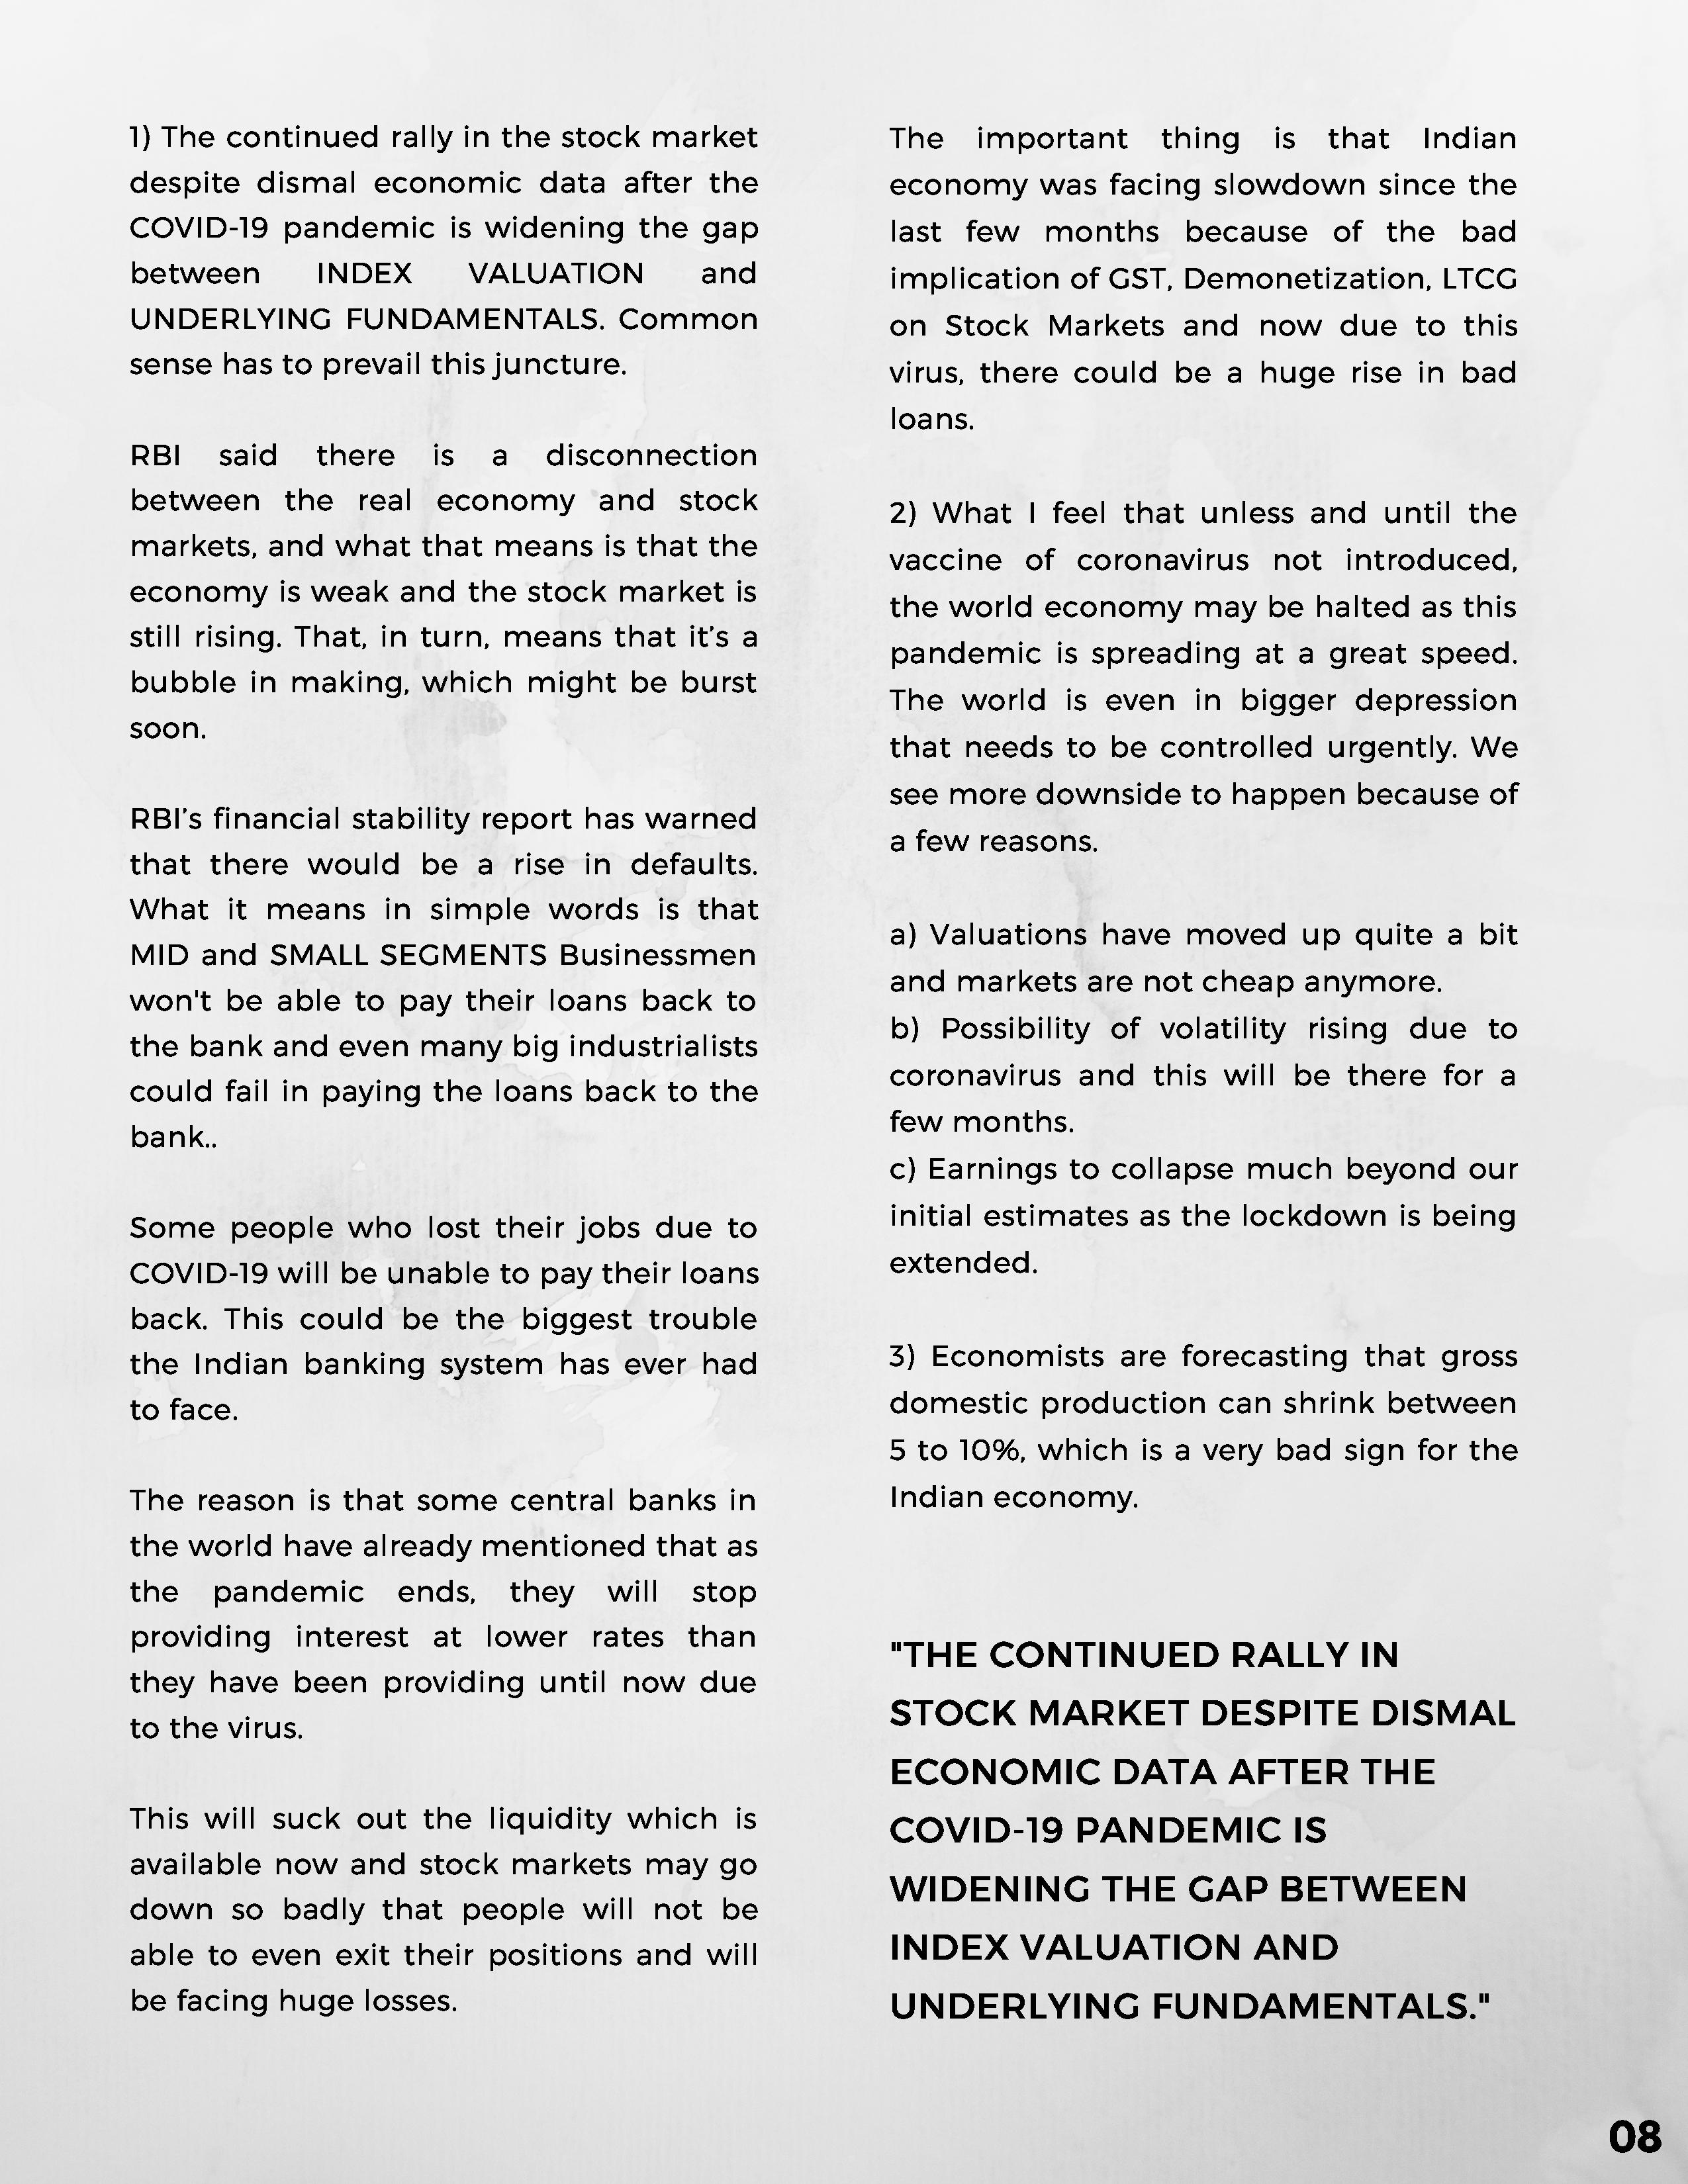 1) The continued rally in the stock market
despite dismal economic data after the
COVID-19 pandemic is widening the gap
between INDEX VALUATION and
UNDERLYING FUNDAMENTALS. Common
sense has to prevail this juncture.
RBI said there is a disconnection
between the real economy and stock
markets, and what that means is that the
economy is weak and the stock market is
still rising. That, in turn, means that it’s a
bubble in making, which might be burst
soon.
RBI’s financial stability report has warned
that there would be a rise in defaults.
What it means in simple words is that
MID and SMALL SEGMENTS Businessmen
won't be able to pay their loans back to
the bank and even many big industrialists
could fail in paying the loans back to the
bank..
Some people who lost their jobs due to
COVID-19 will be unable to pay their loans
back. This could be the biggest trouble
the Indian banking system has ever had
to face.
The reason is that some central banks in
the world have already mentioned that as
the pandemic ends, they will stop
providing interest at lower rates than
they have been providing until now due
to the virus.
This will suck out the liquidity which is
available now and stock markets may go
down so badly that people will not be
able to even exit their positions and will
be facing huge losses.
The important thing is that Indian
economy was facing slowdown since the
last few months because of the bad
implication of GST, Demonetization, LTCG
on Stock Markets and now due to this
virus, there could be a huge rise in bad
loans.
2) What I feel that unless and until the
vaccine of coronavirus not introduced,
the world economy may be halted as this
pandemic is spreading at a great speed.
The world is even in bigger depression
that needs to be controlled urgently. We
see more downside to happen because of
a few reasons.
a) Valuations have moved up quite a bit
and markets are not cheap anymore.
b) Possibility of volatility rising due to
coronavirus and this will be there for a
few months.
c) Earnings to collapse much beyond our
initial estimates as the lockdown is being
extended.
3) Economists are forecasting that gross
domestic production can shrink between
5 to 10%, which is a very bad sign for the
Indian economy.
"THE CONTINUED RALLY IN
STOCK MARKET DESPITE DISMAL
ECONOMIC DATA AFTER THE
COVID-19 PANDEMIC IS
WIDENING THE GAP BETWEEN
INDEX VALUATION AND
UNDERLYING FUNDAMENTALS."
08